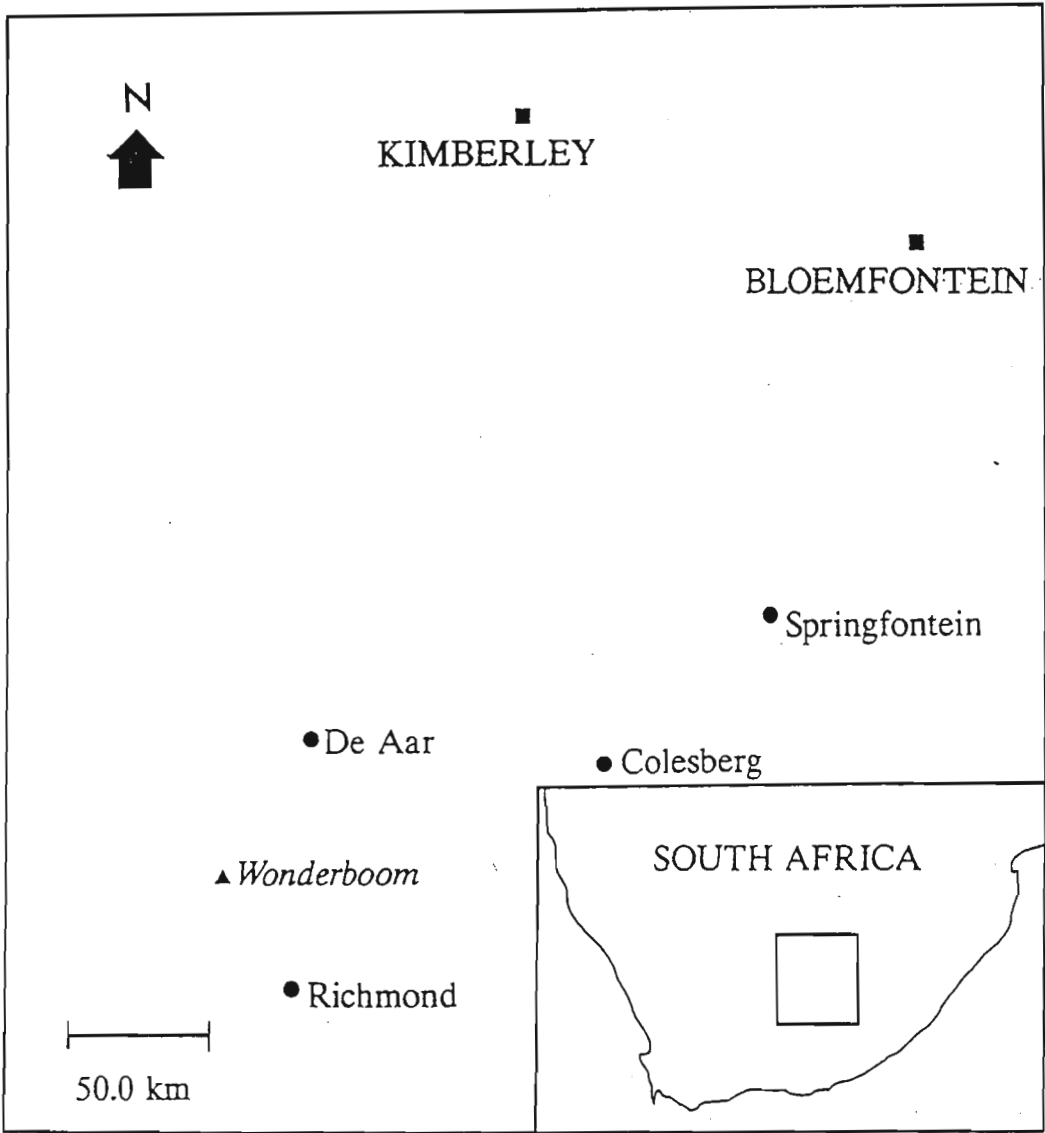 N
KIMBERLEY
BLOEMFONTEIN
Springfontein
De Aar
Colesberg
SOUTH AFRICA
Wonderboom
Richmond
50.0 km